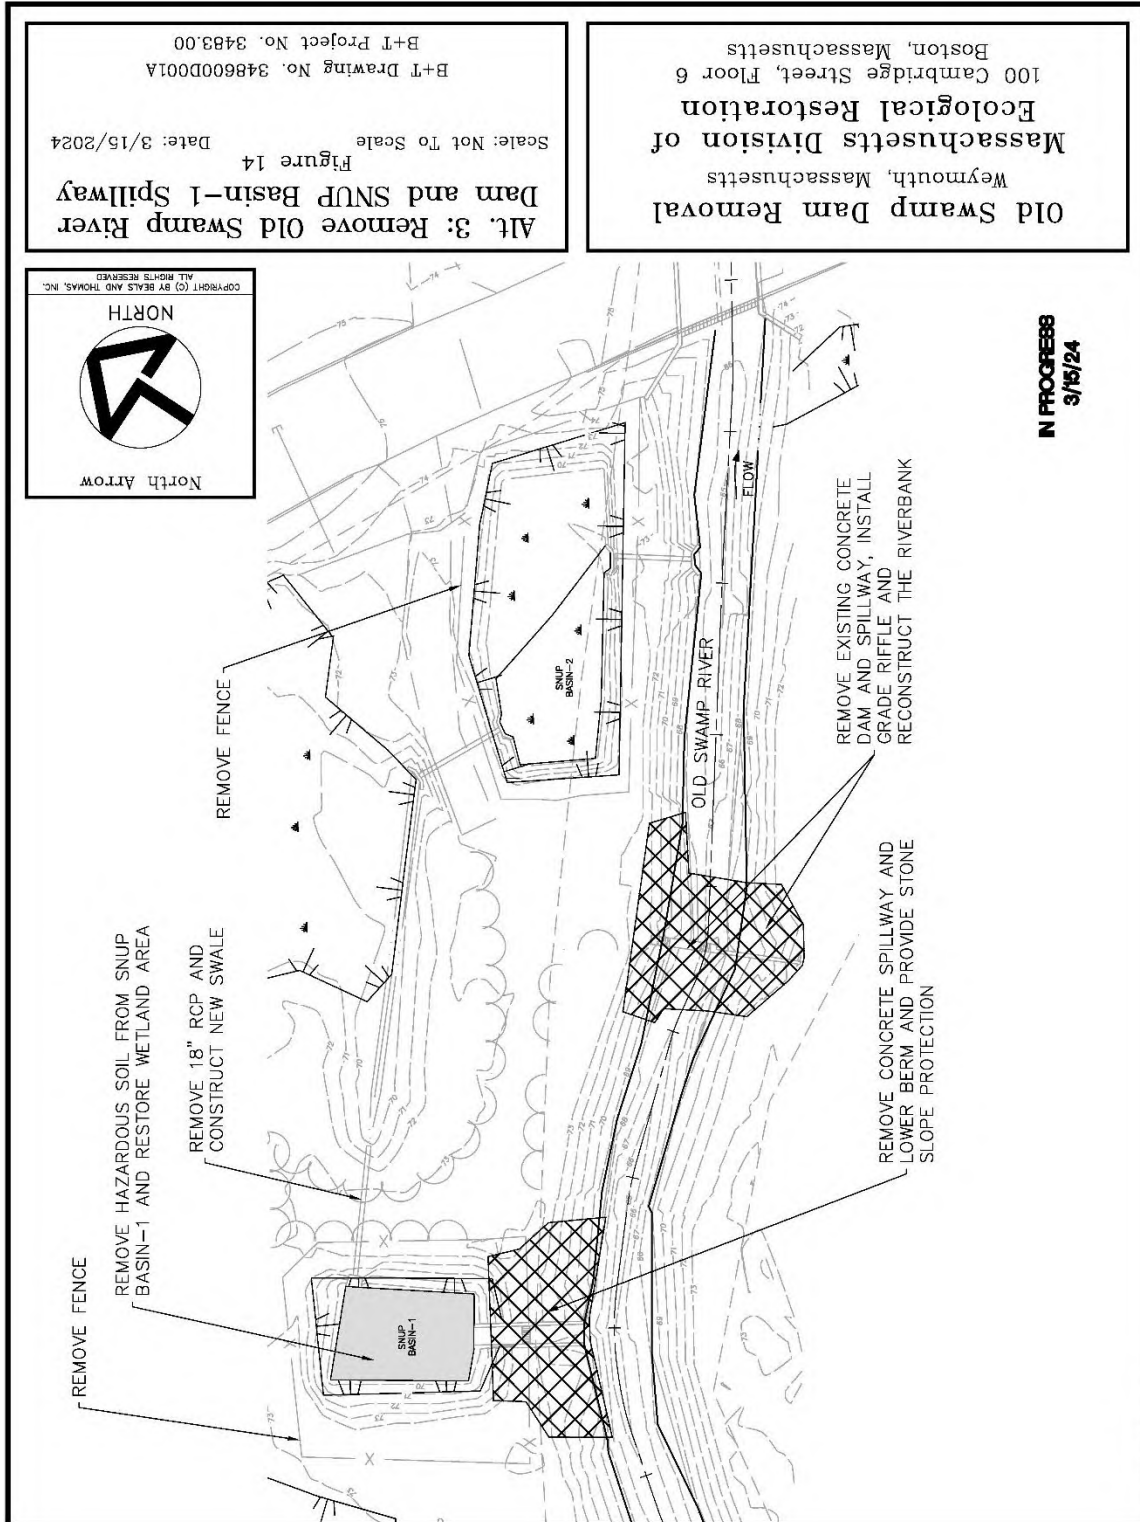 Old Swamp Dam Removal
Weymouth, Massachusetts
Massachusetts Division of
Ecological Restoration
100 Cambridge Street, Floor 6
Boston, Massachusetts
Alt. 3: Remove Old Swamp River
Dam and SNUP Basin-1 Spillway
Figure 14
Scale: Not To Scale
Date: 3/15/2024
B+T Drawing No. 348600D001A
B+T Project No. 3483.00
North Arrow
NORTH
COPYRIGHT (C) BY BEALS AND THOMAS, INC.
ALL RIGHTS RESERVED
IN PROGRESS
3/15/24
REMOVE FENCE
REMOVE HAZARDOUS SOIL FROM SNUP
BASIN-1 AND RESTORE WETLAND AREA
REMOVE 18" RCP AND
CONSTRUCT NEW SWALE
REMOVE FENCE
SNUP
BASIN-1
SNUP
BASIN-2
OLD SWAMP RIVER
FLOW
REMOVE EXISTING CONCRETE
DAM AND SPILLWAY, INSTALL
GRADE RIFFLE AND
RECONSTRUCT THE RIVERBANK
REMOVE CONCRETE SPILLWAY AND
LOWER BERM AND PROVIDE STONE
SLOPE PROTECTION